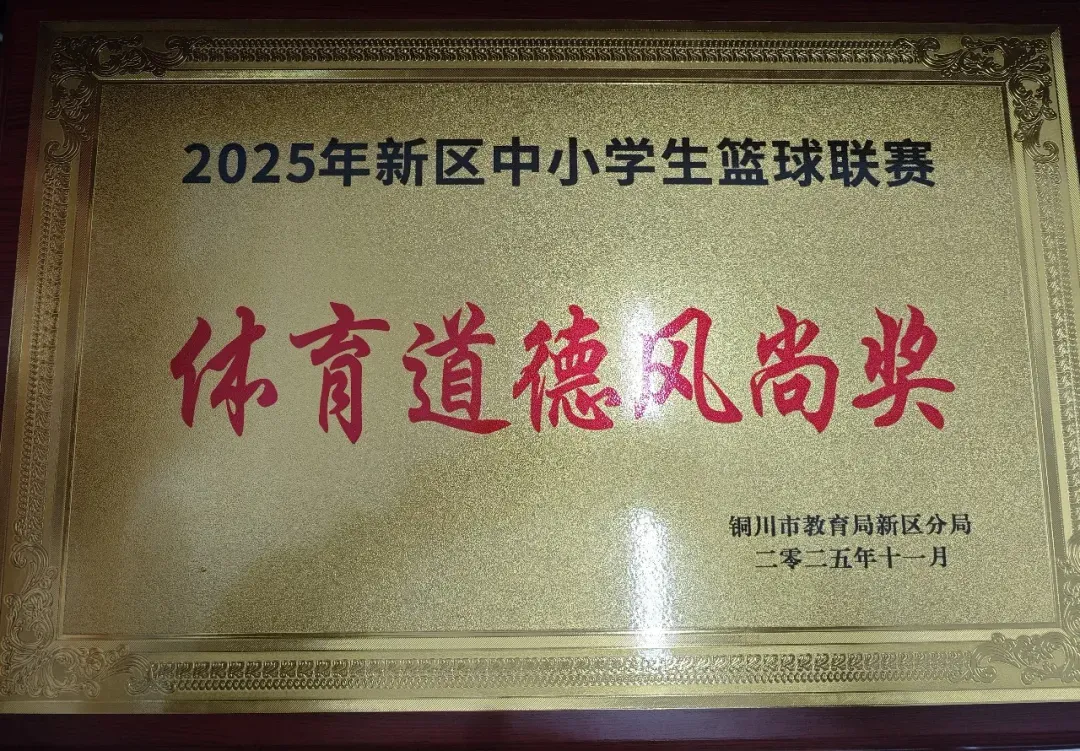 2025年新区中小学生篮球联赛
体育道德风尚奖
铜川市教育局新区分局
二零二五年十一月